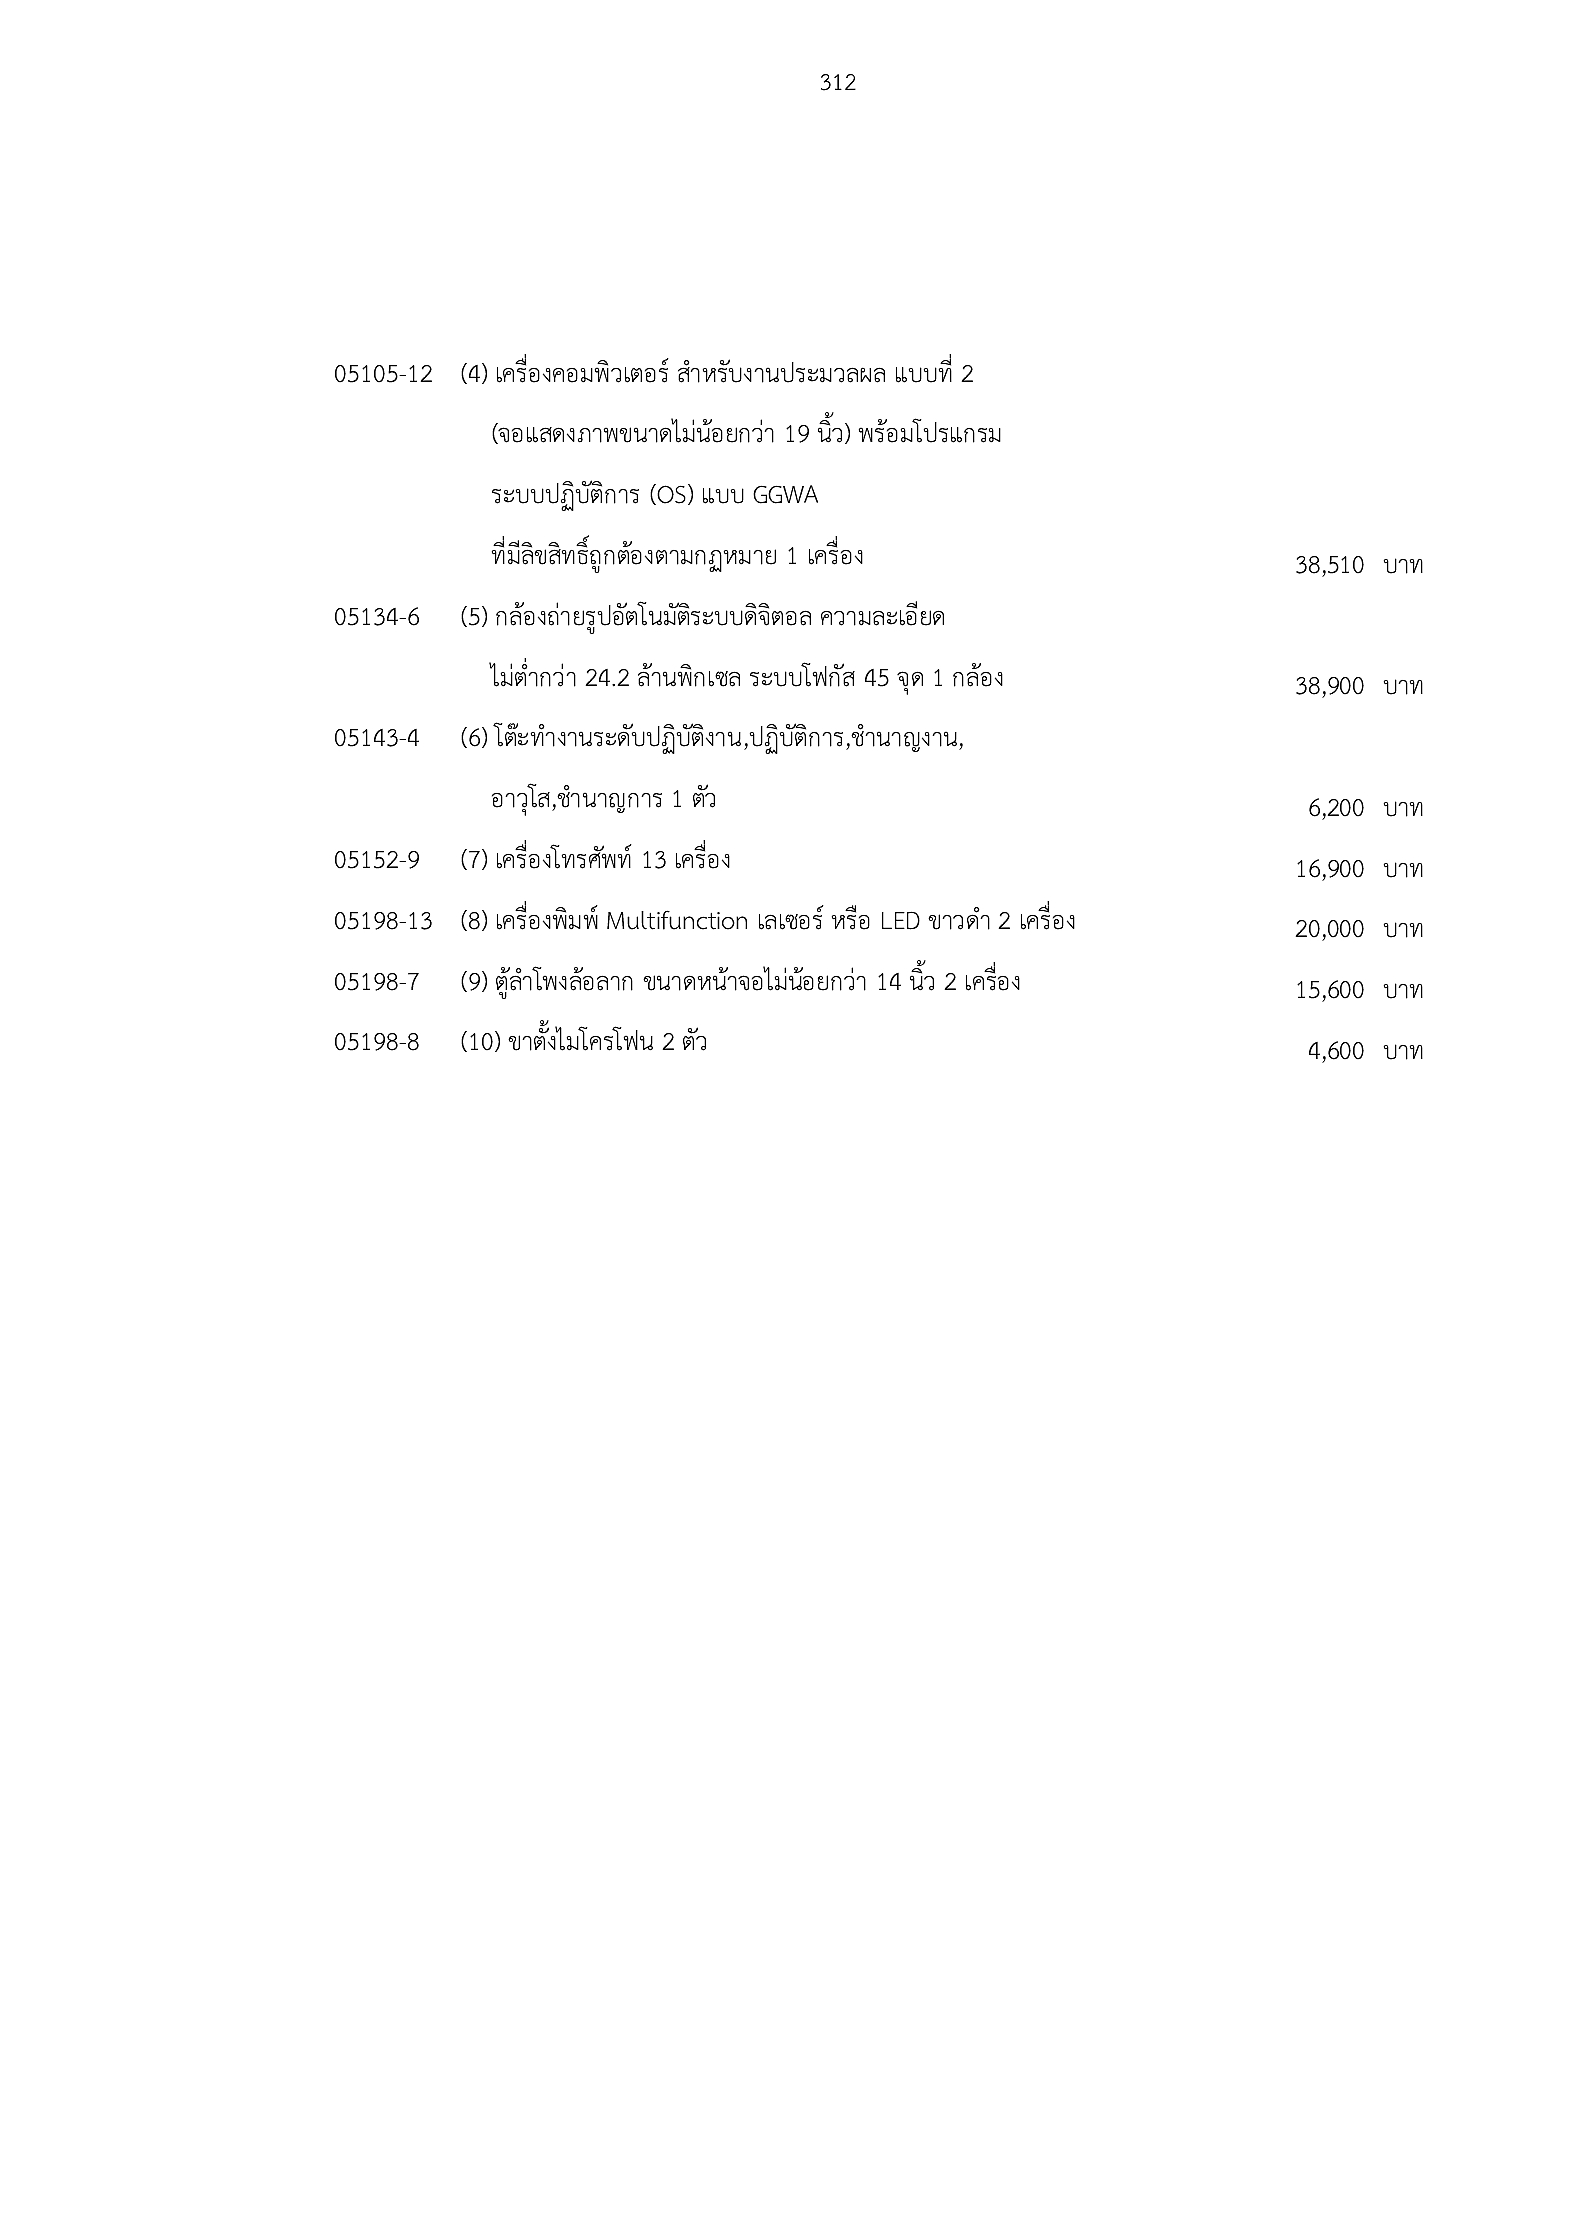 312
05105-12 (4) เครื่องคอมพิวเตอร์ สำหรับงานประมวลผล แบบที่ 2
(จอแสดงภาพขนาดไม่น้อยกว่า 19 นิ้ว) พร้อมโปรแกรม
ระบบปฏิบัติการ (OS) แบบ GGWA
ที่มีลิขสิทธิ์ถูกต้องตามกฎหมาย 1 เครื่อง 38,510 บาท
05134-6 (5) กล้องถ่ายรูปอัตโนมัติระบบดิจิตอล ความละเอียด
ไม่ต่ำกว่า 24.2 ล้านพิกเซล ระบบโฟกัส 45 จุด 1 กล้อง 38,900 บาท
05143-4 (6) โต๊ะทำงานระดับปฏิบัติงาน,ปฏิบัติการ,ชำนาญงาน,
อาวุโส,ชำนาญการ 1 ตัว 6,200 บาท
05152-9 (7) เครื่องโทรศัพท์ 13 เครื่อง 16,900 บาท
05198-13 (8) เครื่องพิมพ์ Multifunction เลเซอร์ หรือ LED ขาวดำ 2 เครื่อง 20,000 บาท
05198-7 (9) ตู้ลำโพงล้อลาก ขนาดหน้าจอไม่น้อยกว่า 14 นิ้ว 2 เครื่อง 15,600 บาท
05198-8 (10) ขาตั้งไมโครโฟน 2 ตัว 4,600 บาท